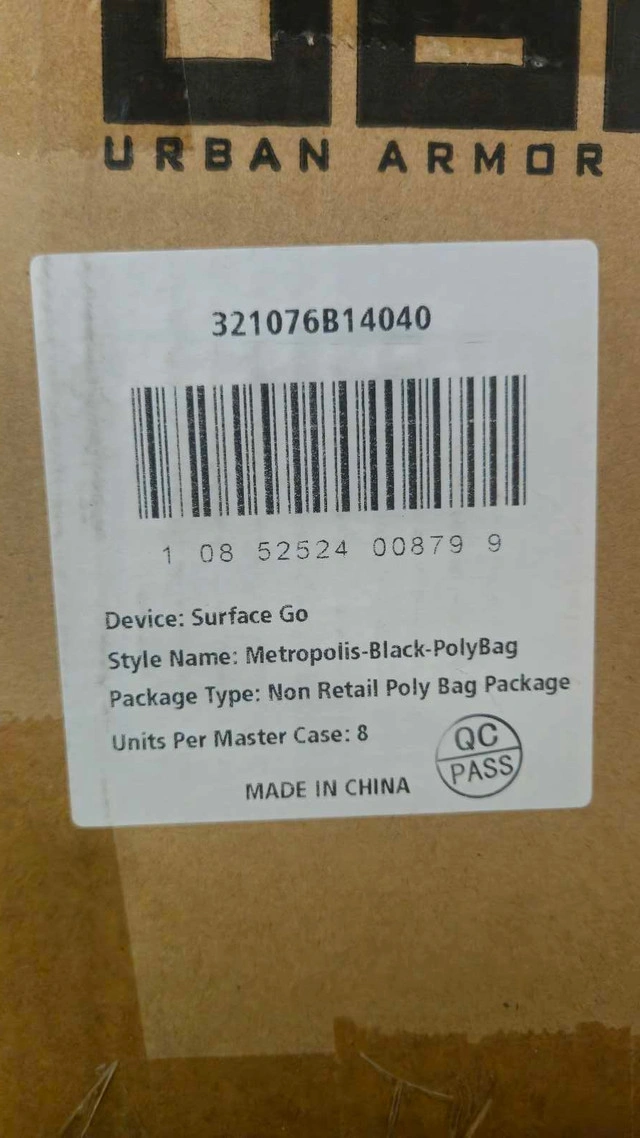 URBAN ARMOR
321076B14040
1 08 52524 00879 9
Device: Surface Go
Style Name: Metropolis-Black-PolyBag
Package Type: Non Retail Poly Bag Package
Units Per Master Case: 8
QC
PASS
MADE IN CHINA